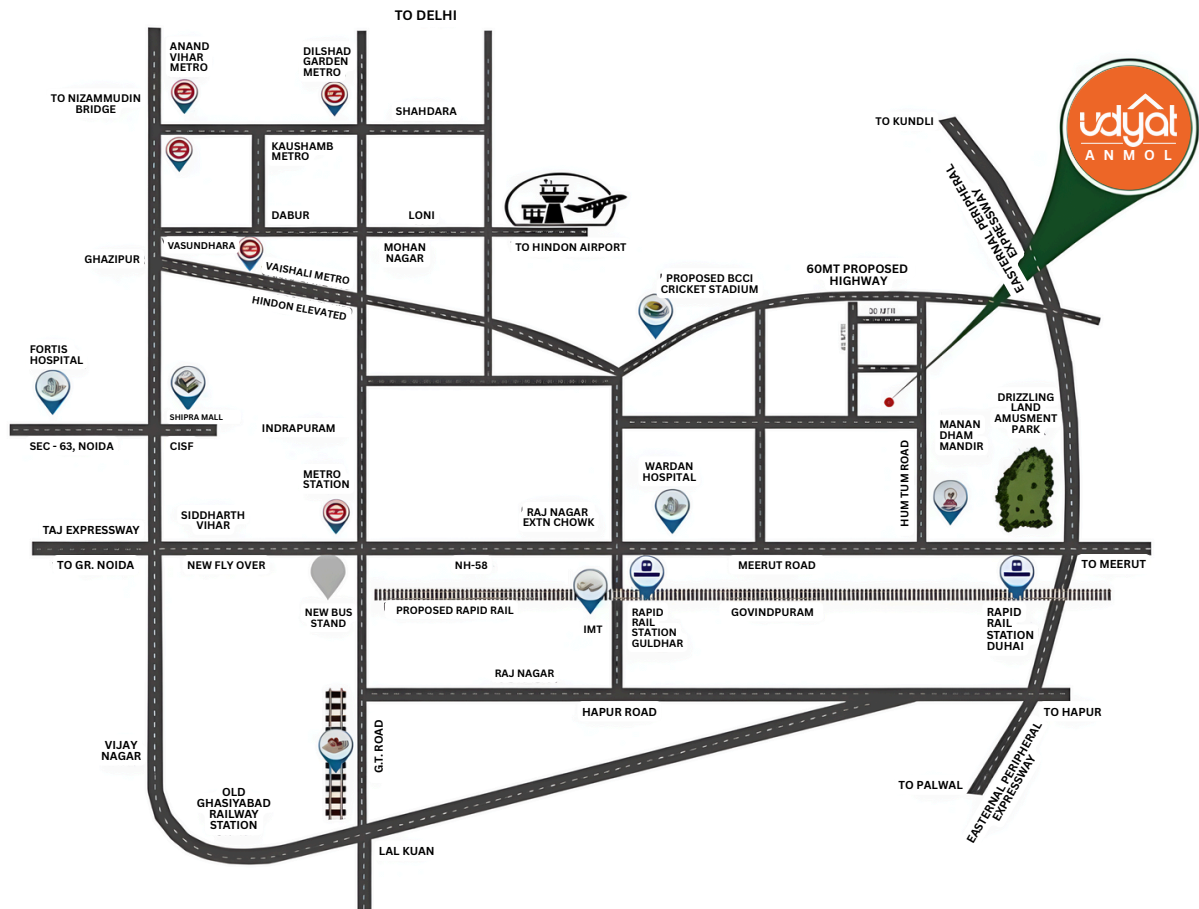 TO DELHI
ANAND
VIHAR
METRO
DILSHAD
GARDEN
METRO
TO NIZAMMUDIN
BRIDGE
SHAHDARA
TO KUNDLI
udyat
ANMOL
KAUSHAMB
METRO
DABUR
LONI
EASTERNAL PERIPHERAL
EXPRESSWAY
VASUNDHARA
MOHAN
NAGAR
TO HINDON AIRPORT
GHAZIPUR
VAISHALI METRO
HINDON ELEVATED
PROPOSED BCCI
CRICKET STADIUM
60MT PROPOSED
HIGHWAY
FORTIS
HOSPITAL
SHIPRA MALL
DRIZZLING
LAND
AMUSMENT
PARK
SEC - 63, NOIDA
CISF
INDRAPURAM
MANAN
DHAM
MANDIR
HUM TUM ROAD
METRO
STATION
WARDAN
HOSPITAL
TAJ EXPRESSWAY
SIDDHARTH
VIHAR
RAJ NAGAR
EXTN CHOWK
TO GR. NOIDA
NEW FLY OVER
NH-58
MEERUT ROAD
TO MEERUT
NEW BUS
STAND
PROPOSED RAPID RAIL
IMT
RAPID
RAIL
STATION
GULDHAR
GOVINDPURAM
RAPID
RAIL
STATION
DUHAI
RAJ NAGAR
HAPUR ROAD
TO HAPUR
VIJAY
NAGAR
G.T. ROAD
OLD
GHASIYABAD
RAILWAY
STATION
TO PALWAL
EASTERNAL PERIPHERAL
EXPRESSWAY
LAL KUAN